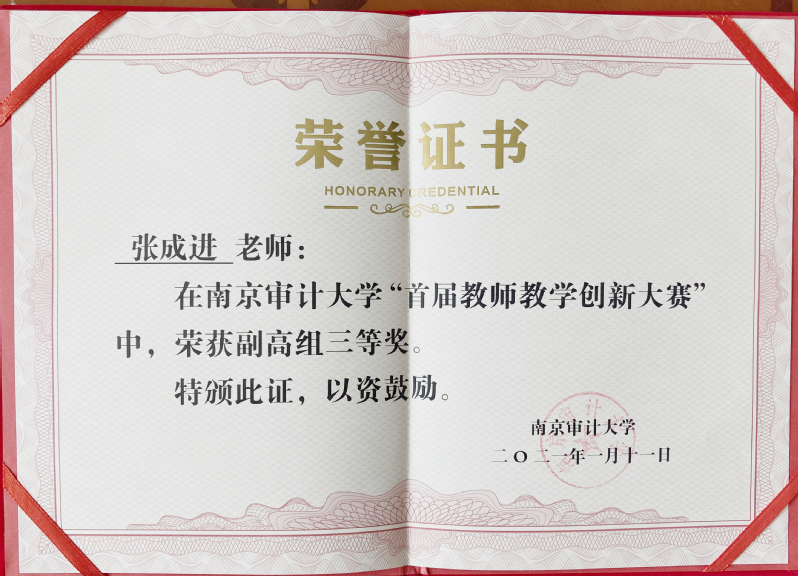 荣誉证书
HONORARY CREDENTIAL
张成进 老师：
在南京审计大学“首届教师教学创新大赛”
中，荣获副高组三等奖。
特颁此证，以资鼓励。
南京审计大学
二〇二一年一月十一日